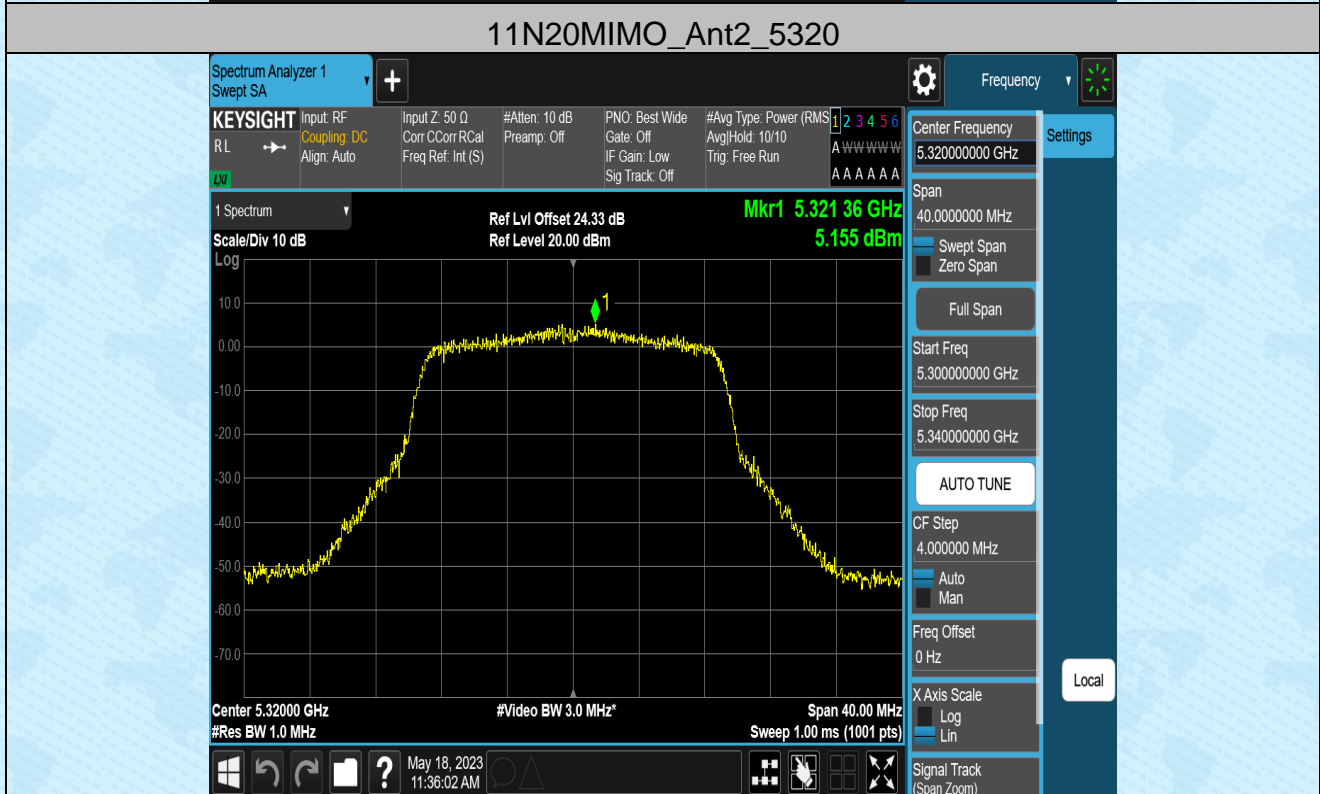 11N20MIMO_Ant2_5320
Spectrum Analyzer 1
Swept SA
+
Frequency
KEYSIGHT
RL
LXI
Input: RF
Coupling: DC
Align: Auto
Input Z: 50 Ω
Corr CCorr RCal
Freq Ref: Int (S)
#Atten: 10 dB
Preamp: Off
PNO: Best Wide
Gate: Off
IF Gain: Low
Sig Track: Off
#Avg Type: Power (RMS
Avg|Hold: 10/10
Trig: Free Run
1 2 3 4 5 6
A W W W W W
A A A A A A
1 Spectrum
Scale/Div 10 dB
Log
Ref Lvl Offset 24.33 dB
Ref Level 20.00 dBm
Mkr1 5.321 36 GHz
5.155 dBm
1
10.0
0.00
-10.0
-20.0
-30.0
-40.0
-50.0
-60.0
-70.0
Center 5.32000 GHz
#Res BW 1.0 MHz
#Video BW 3.0 MHz*
Span 40.00 MHz
Sweep 1.00 ms (1001 pts)
?
May 18, 2023
11:36:02 AM
Center Frequency
5.320000000 GHz
Span
40.0000000 MHz
Swept Span
Zero Span
Full Span
Start Freq
5.300000000 GHz
Stop Freq
5.340000000 GHz
AUTO TUNE
CF Step
4.000000 MHz
Auto
Man
Freq Offset
0 Hz
X Axis Scale
Log
Lin
Signal Track
(Span Zoom)
Settings
Local